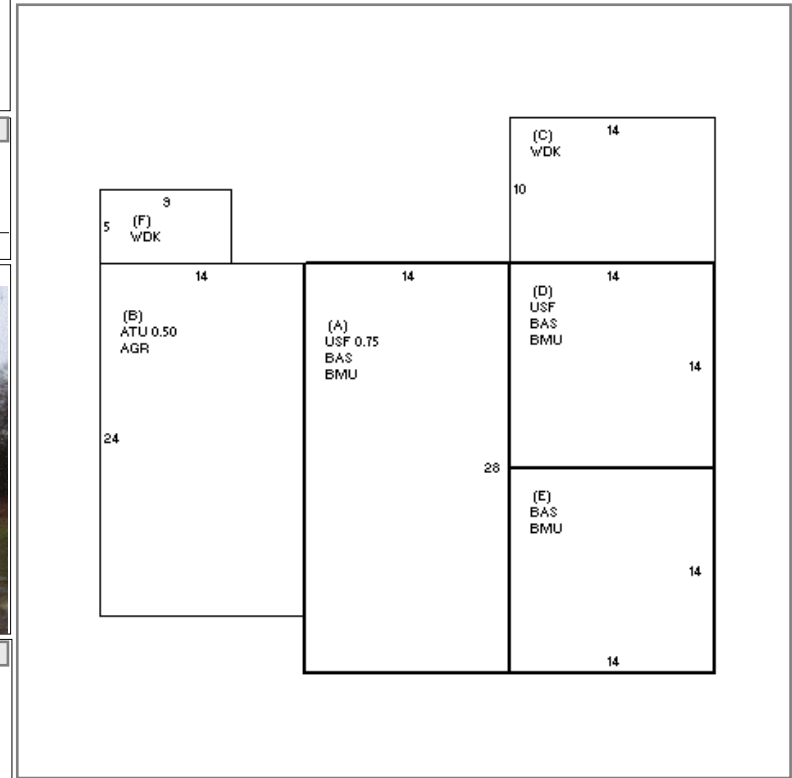 (C)
WDK
14
10
9
5
(F)
WDK
14
(B)
ATU 0.50
AGR
24
14
(A)
USF 0.75
BAS
BMU
28
14
(D)
USF
BAS
BMU
14
(E)
BAS
BMU
14
14